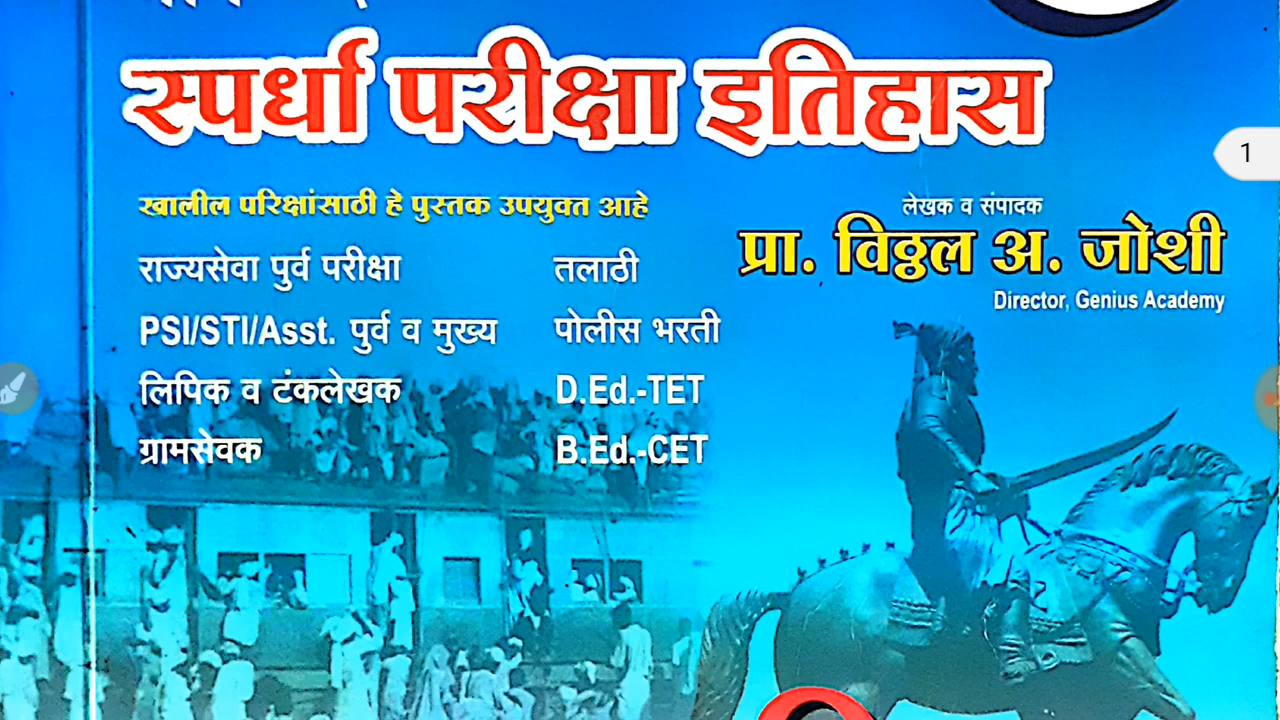 स्पर्धा परीक्षा इतिहास
खालील परिक्षांसाठी हे पुस्तक उपयुक्त आहे
राज्यसेवा पुर्व परीक्षा
PSI/STI/Asst. पुर्व व मुख्य
लिपिक व टंकलेखक
ग्रामसेवक
तलाठी
पोलीस भरती
D.Ed.-TET
B.Ed.-CET
लेखक व संपादक
प्रा. विठ्ठल अ. जोशी
Director, Genius Academy
1